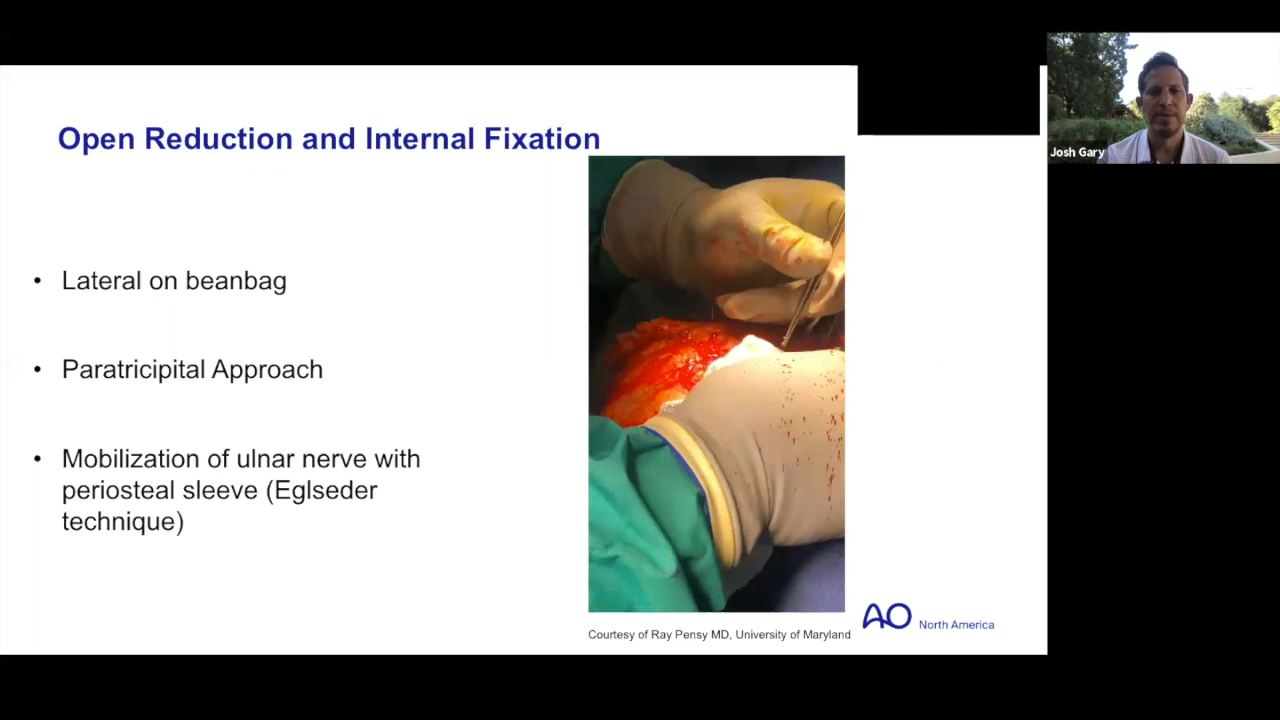 Open Reduction and Internal Fixation
Josh Gary
• Lateral on beanbag
• Paratricipital Approach
• Mobilization of ulnar nerve with
periosteal sleeve (Eglseder
technique)
Courtesy of Ray Pensy MD, University of Maryland
AO North America